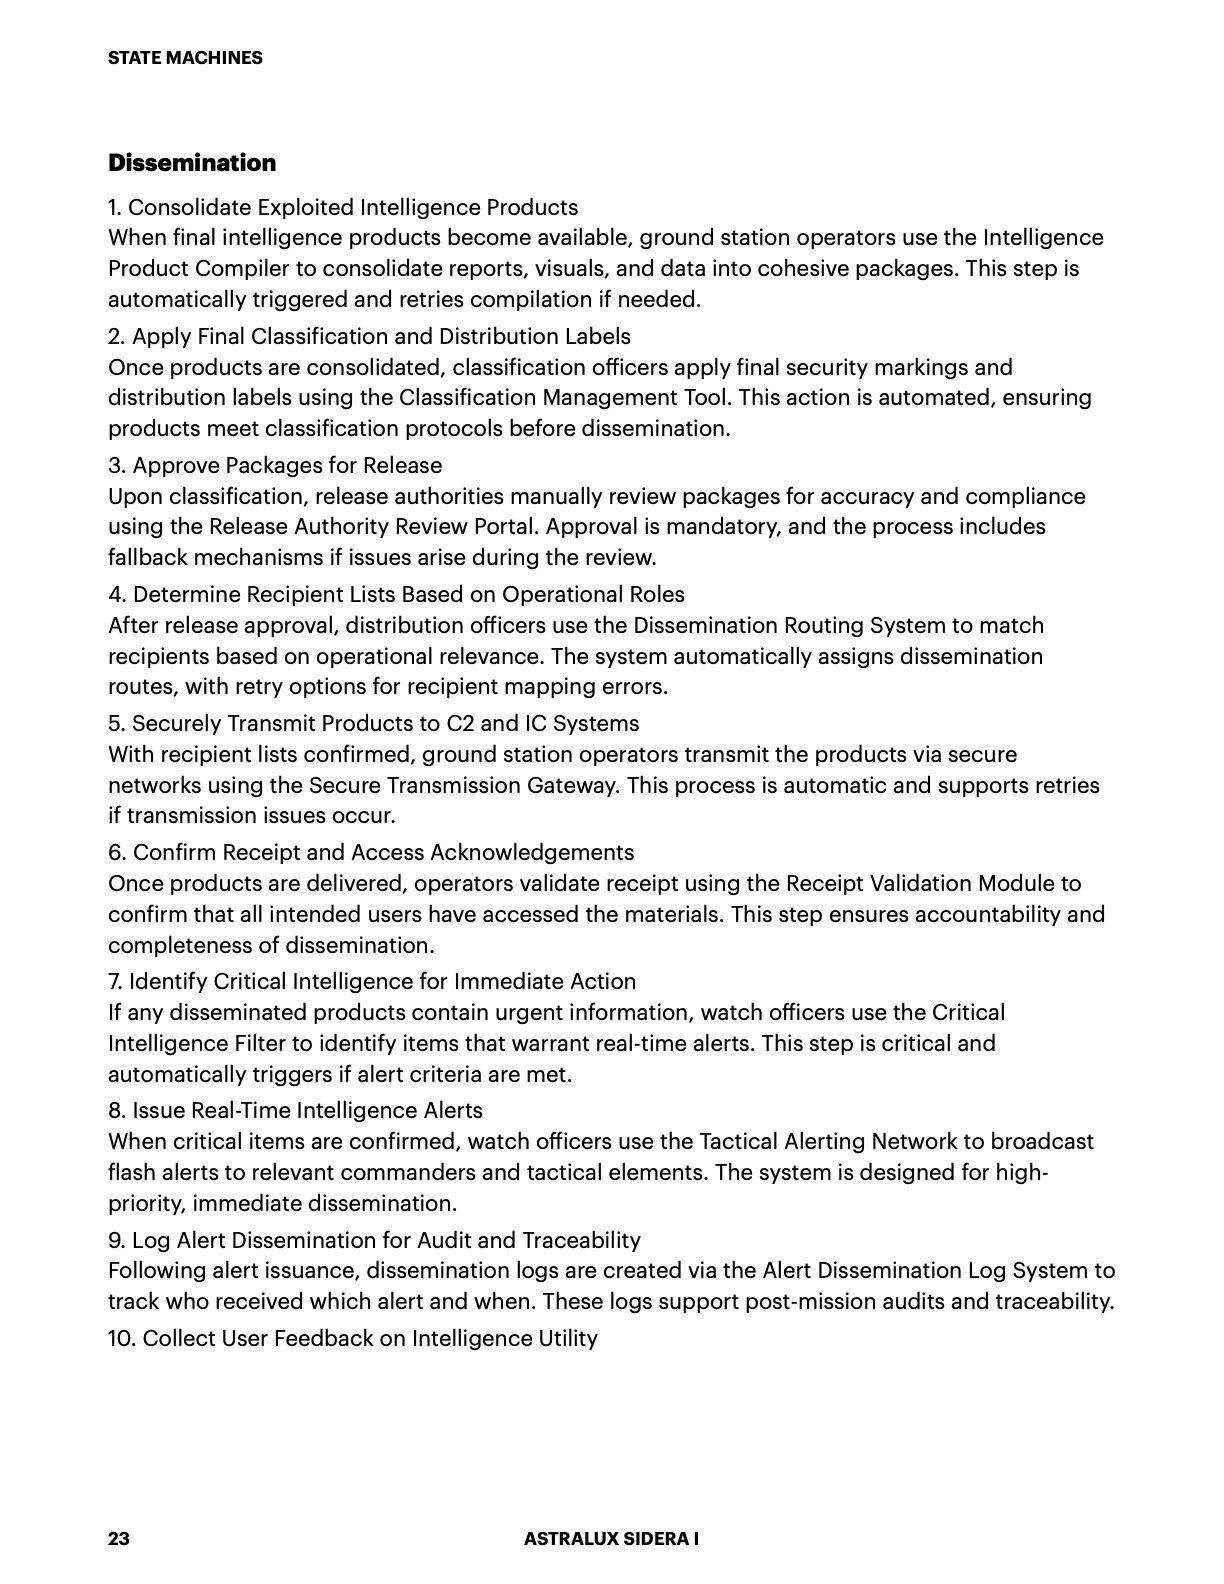 STATE MACHINES
Dissemination
1. Consolidate Exploited Intelligence Products
When final intelligence products become available, ground station operators use the Intelligence
Product Compiler to consolidate reports, visuals, and data into cohesive packages. This step is
automatically triggered and retries compilation if needed.
2. Apply Final Classification and Distribution Labels
Once products are consolidated, classification officers apply final security markings and
distribution labels using the Classification Management Tool. This action is automated, ensuring
products meet classification protocols before dissemination.
3. Approve Packages for Release
Upon classification, release authorities manually review packages for accuracy and compliance
using the Release Authority Review Portal. Approval is mandatory, and the process includes
fallback mechanisms if issues arise during the review.
4. Determine Recipient Lists Based on Operational Roles
After release approval, distribution officers use the Dissemination Routing System to match
recipients based on operational relevance. The system automatically assigns dissemination
routes, with retry options for recipient mapping errors.
5. Securely Transmit Products to C2 and IC Systems
With recipient lists confirmed, ground station operators transmit the products via secure
networks using the Secure Transmission Gateway. This process is automatic and supports retries
if transmission issues occur.
6. Confirm Receipt and Access Acknowledgements
Once products are delivered, operators validate receipt using the Receipt Validation Module to
confirm that all intended users have accessed the materials. This step ensures accountability and
completeness of dissemination.
7. Identify Critical Intelligence for Immediate Action
If any disseminated products contain urgent information, watch officers use the Critical
Intelligence Filter to identify items that warrant real-time alerts. This step is critical and
automatically triggers if alert criteria are met.
8. Issue Real-Time Intelligence Alerts
When critical items are confirmed, watch officers use the Tactical Alerting Network to broadcast
flash alerts to relevant commanders and tactical elements. The system is designed for high-
priority, immediate dissemination.
9. Log Alert Dissemination for Audit and Traceability
Following alert issuance, dissemination logs are created via the Alert Dissemination Log System to
track who received which alert and when. These logs support post-mission audits and traceability.
10. Collect User Feedback on Intelligence Utility
23
ASTRALUX SIDERA I